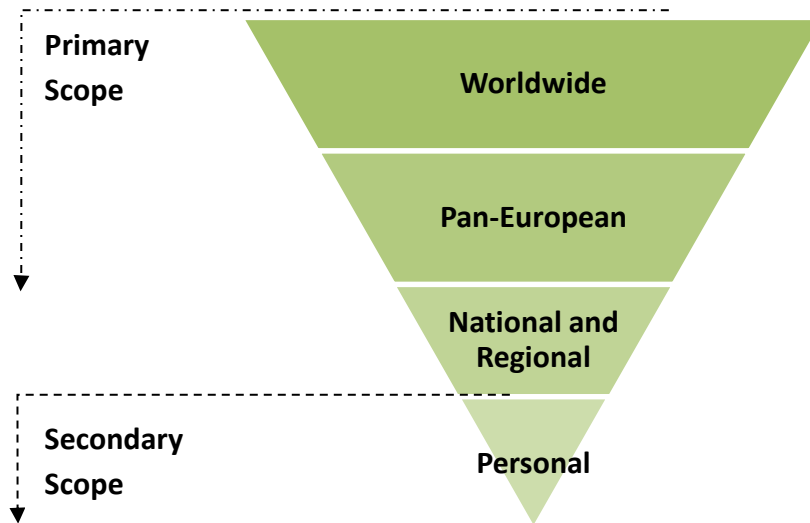 Primary
Scope
Worldwide
Pan-European
National and
Regional
Secondary
Scope
Personal